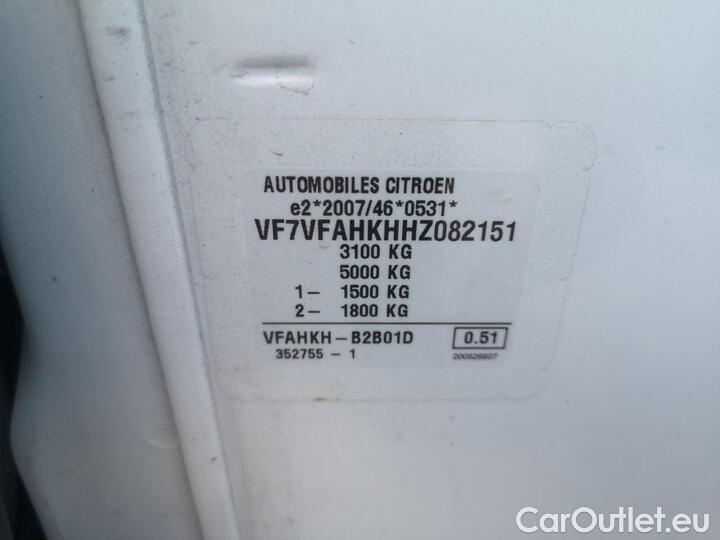 AUTOMOBILES CITROEN
e2*2007/46*0531*
VF7VFAHKHHZ082151
3100 KG
5000 KG
1- 1500 KG
2- 1800 KG
VFAHKH-B2B01D 0.51
352755 - 1 200526627
CarOutlet.eu